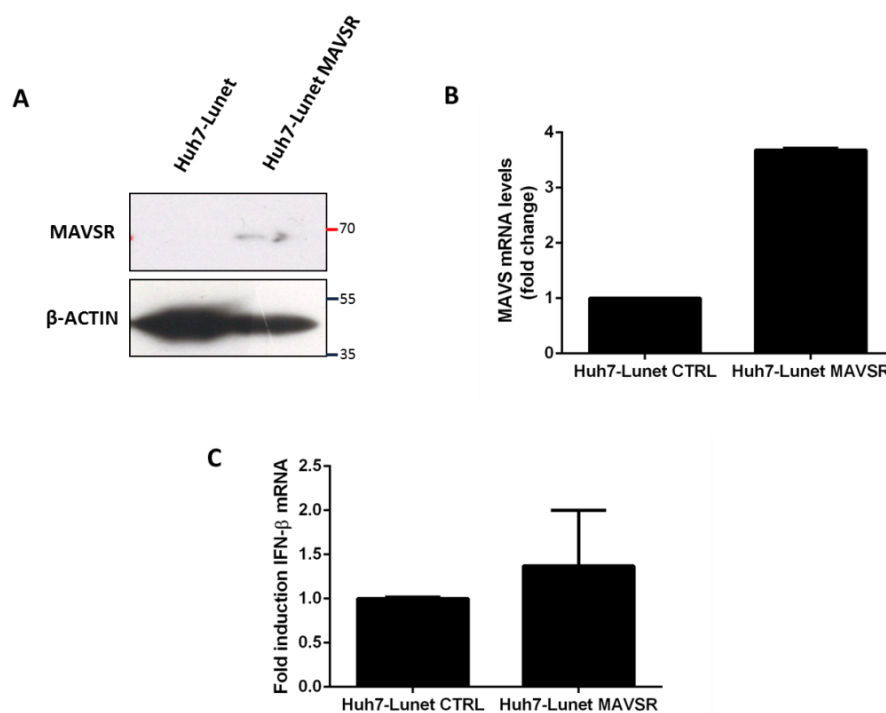 A
Huh7-Lunet
Huh7-Lunet MAVSR
MAVSR
70
β-ACTIN
55
35
B
MAVS mRNA levels
(fold change)
4
3
2
1
0
Huh7-Lunet CTRL
Huh7-Lunet MAVSR
C
Fold induction IFN-β mRNA
2.5
2.0
1.5
1.0
0.5
0.0
Huh7-Lunet CTRL
Huh7-Lunet MAVSR